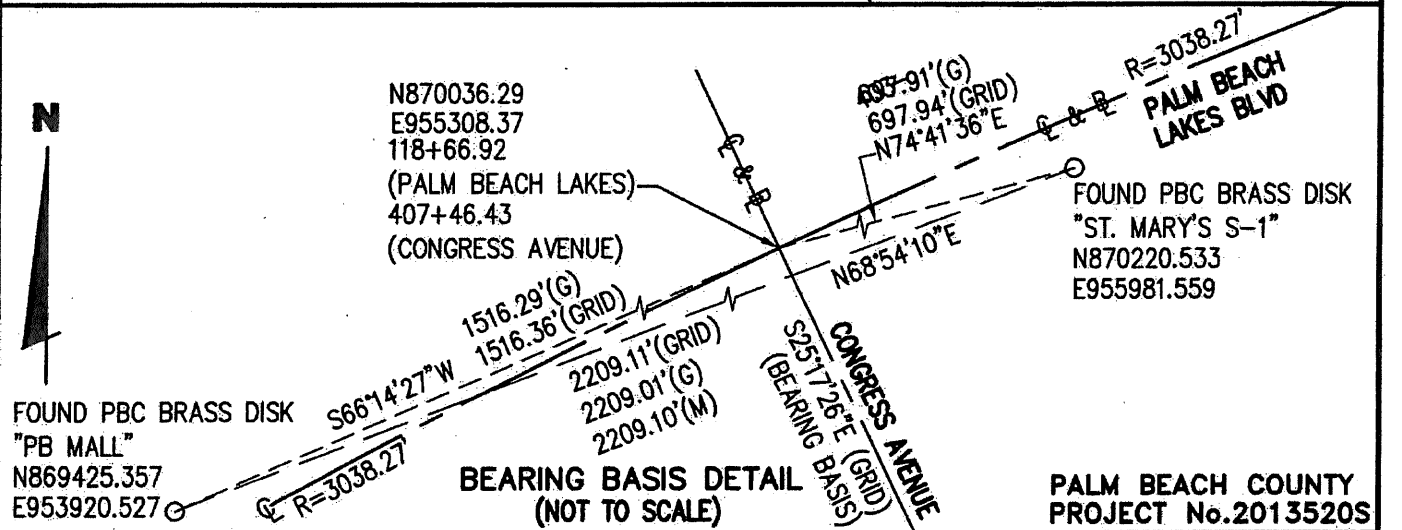 N
N870036.29
E955308.37
118+66.92
(PALM BEACH LAKES)
407+46.43
(CONGRESS AVENUE)
697.94'(GRID)
N74°41'36"E
R=3038.27'
PALM BEACH
LAKES BLVD
℄ & ⅊
℄ & ⅊
FOUND PBC BRASS DISK
"ST. MARY'S S-1"
N870220.533
E955981.559
N68°54'10"E
1516.29'(G)
1516.36'(GRID)
S66°14'27"W
2209.11'(GRID)
2209.01'(G)
2209.10'(M)
CONGRESS AVENUE
S25°17'26"E (GRID)
(BEARING BASIS)
FOUND PBC BRASS DISK
"PB MALL"
N869425.357
E953920.527
℄ R=3038.27'
BEARING BASIS DETAIL
(NOT TO SCALE)
PALM BEACH COUNTY
PROJECT No.2013520S